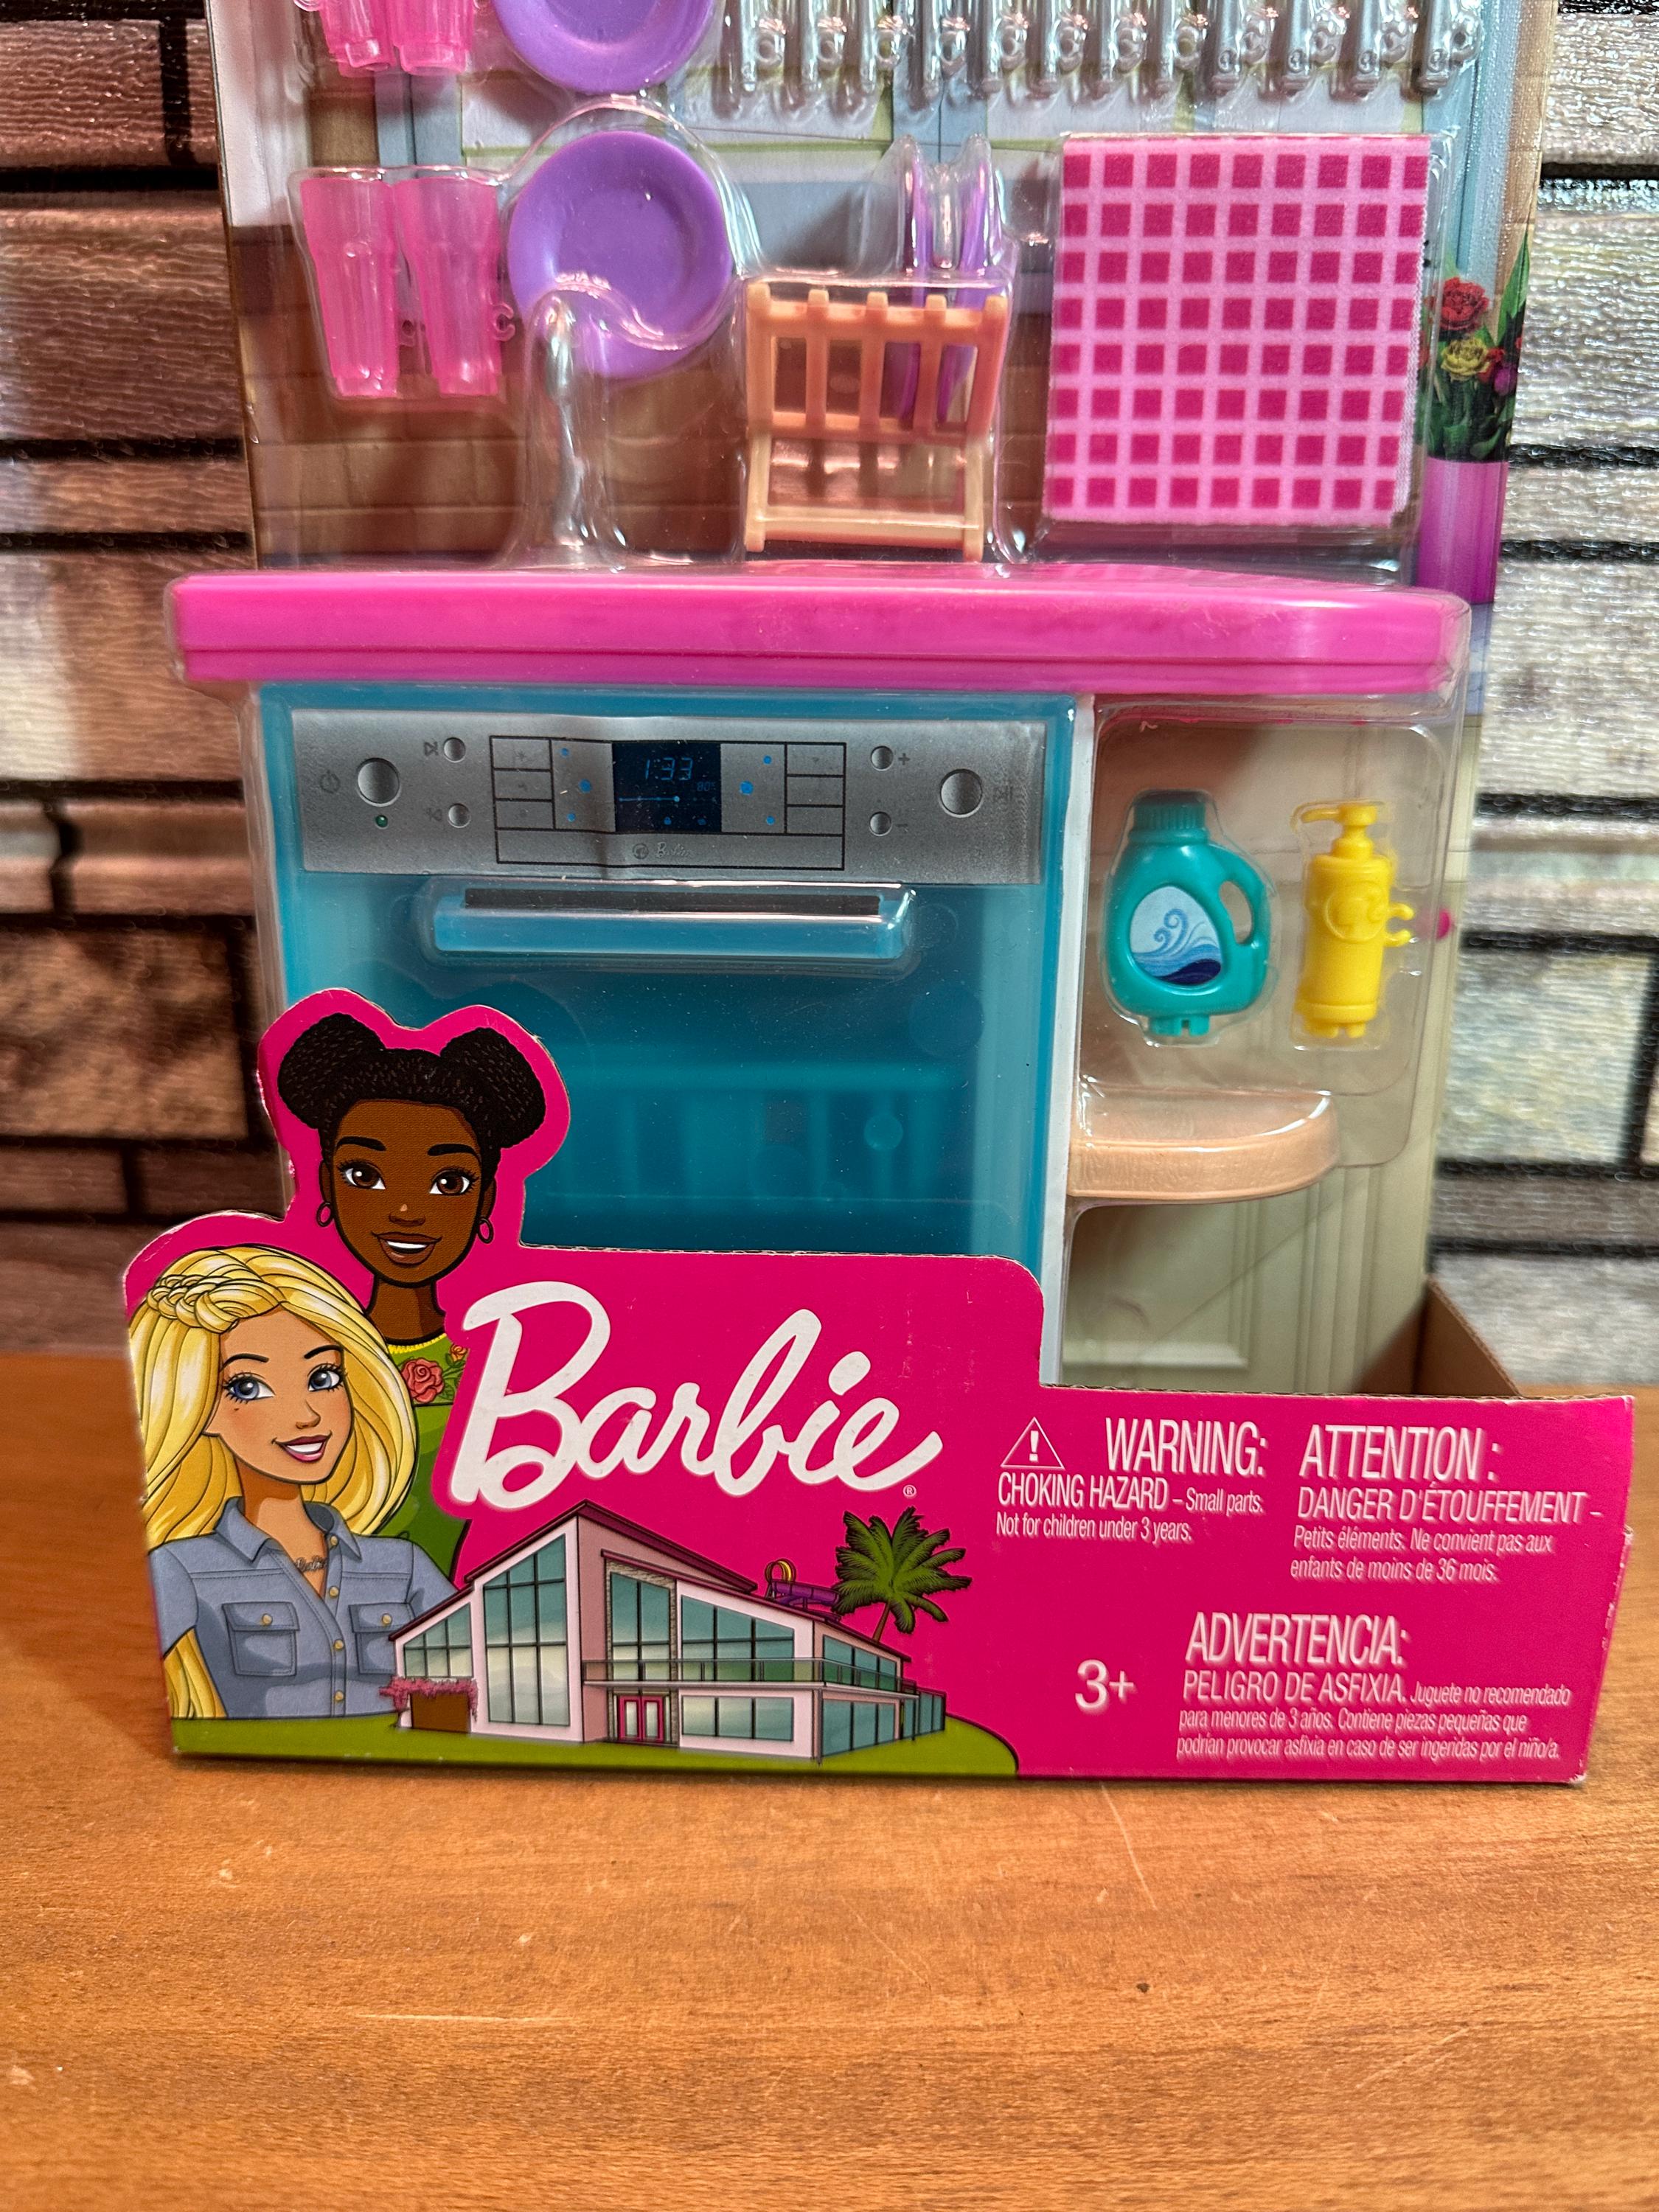 1:33
80°
Barbie
Barbie®
WARNING:
CHOKING HAZARD – Small parts.
Not for children under 3 years.
ATTENTION :
DANGER D'ÉTOUFFEMENT –
Petits éléments. Ne convient pas aux
enfants de moins de 36 mois.
3+
ADVERTENCIA:
PELIGRO DE ASFIXIA. Juguete no recomendado
para menores de 3 años. Contiene piezas pequeñas que
podrían provocar asfixia en caso de ser ingeridas por el niño/a.